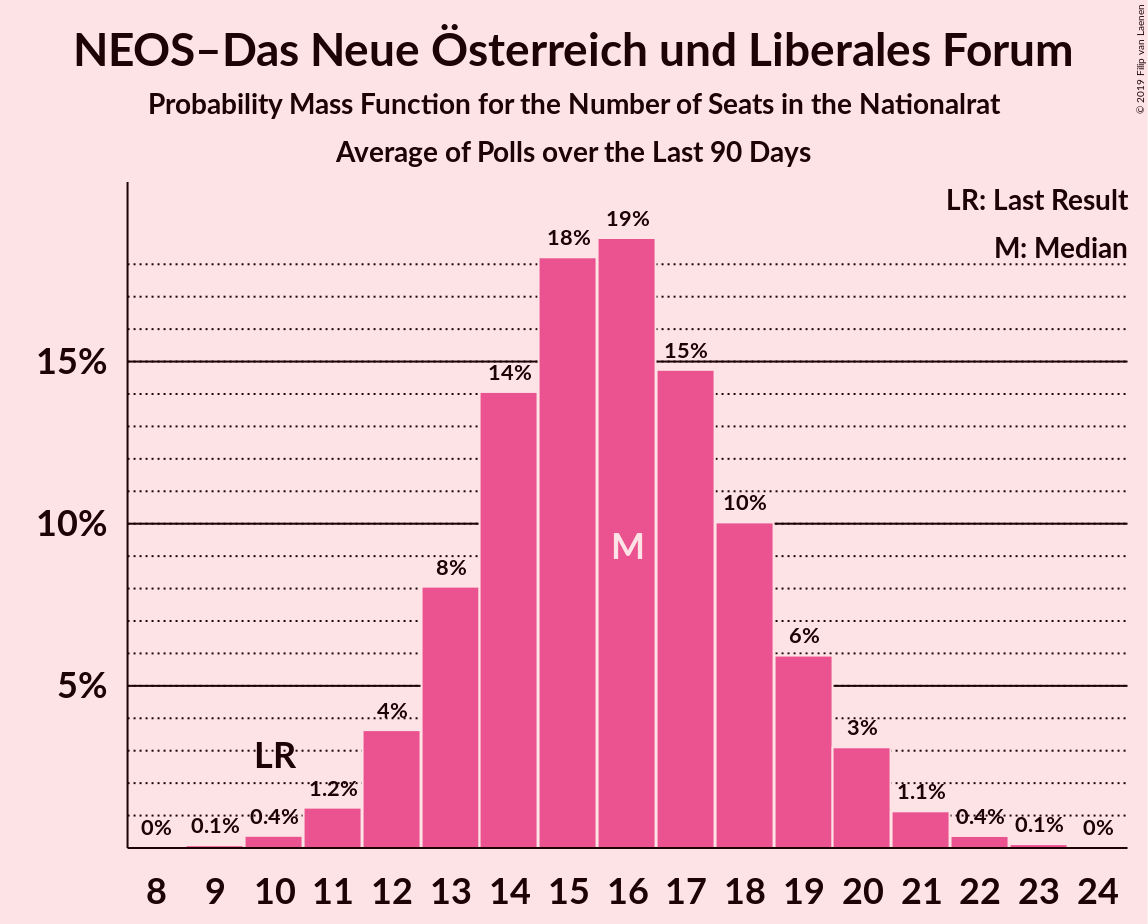 NEOS–Das Neue Österreich und Liberales Forum
Probability Mass Function for the Number of Seats in the Nationalrat
Average of Polls over the Last 90 Days
© 2019 Filip van Laenen
LR: Last Result
M: Median
15%
10%
5%
0%
0.1%
0.4%
1.2%
4%
8%
14%
18%
19%
15%
10%
6%
3%
1.1%
0.4%
0.1%
0%
LR
M
8 9 10 11 12 13 14 15 16 17 18 19 20 21 22 23 24